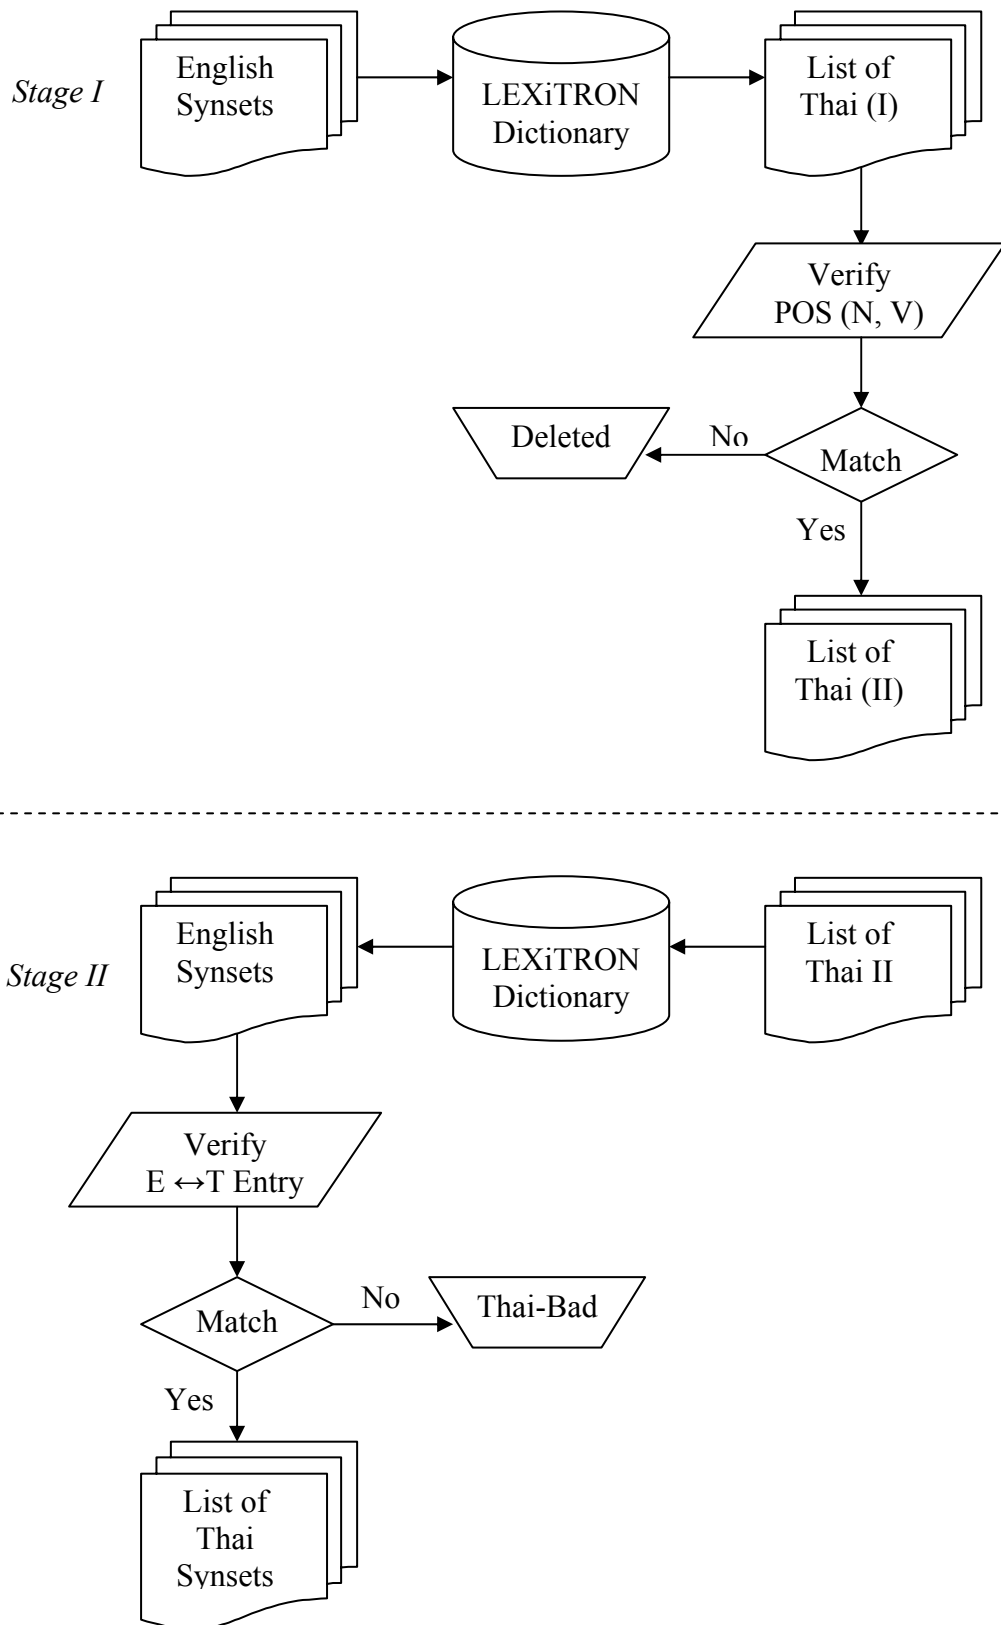 Stage I
English
Synsets
LEXiTRON
Dictionary
List of
Thai (I)
Verify
POS (N, V)
Deleted
No
Match
Yes
List of
Thai (II)
Stage II
English
Synsets
LEXiTRON
Dictionary
List of
Thai II
Verify
E ↔T Entry
Match
No
Thai-Bad
Yes
List of
Thai
Synsets